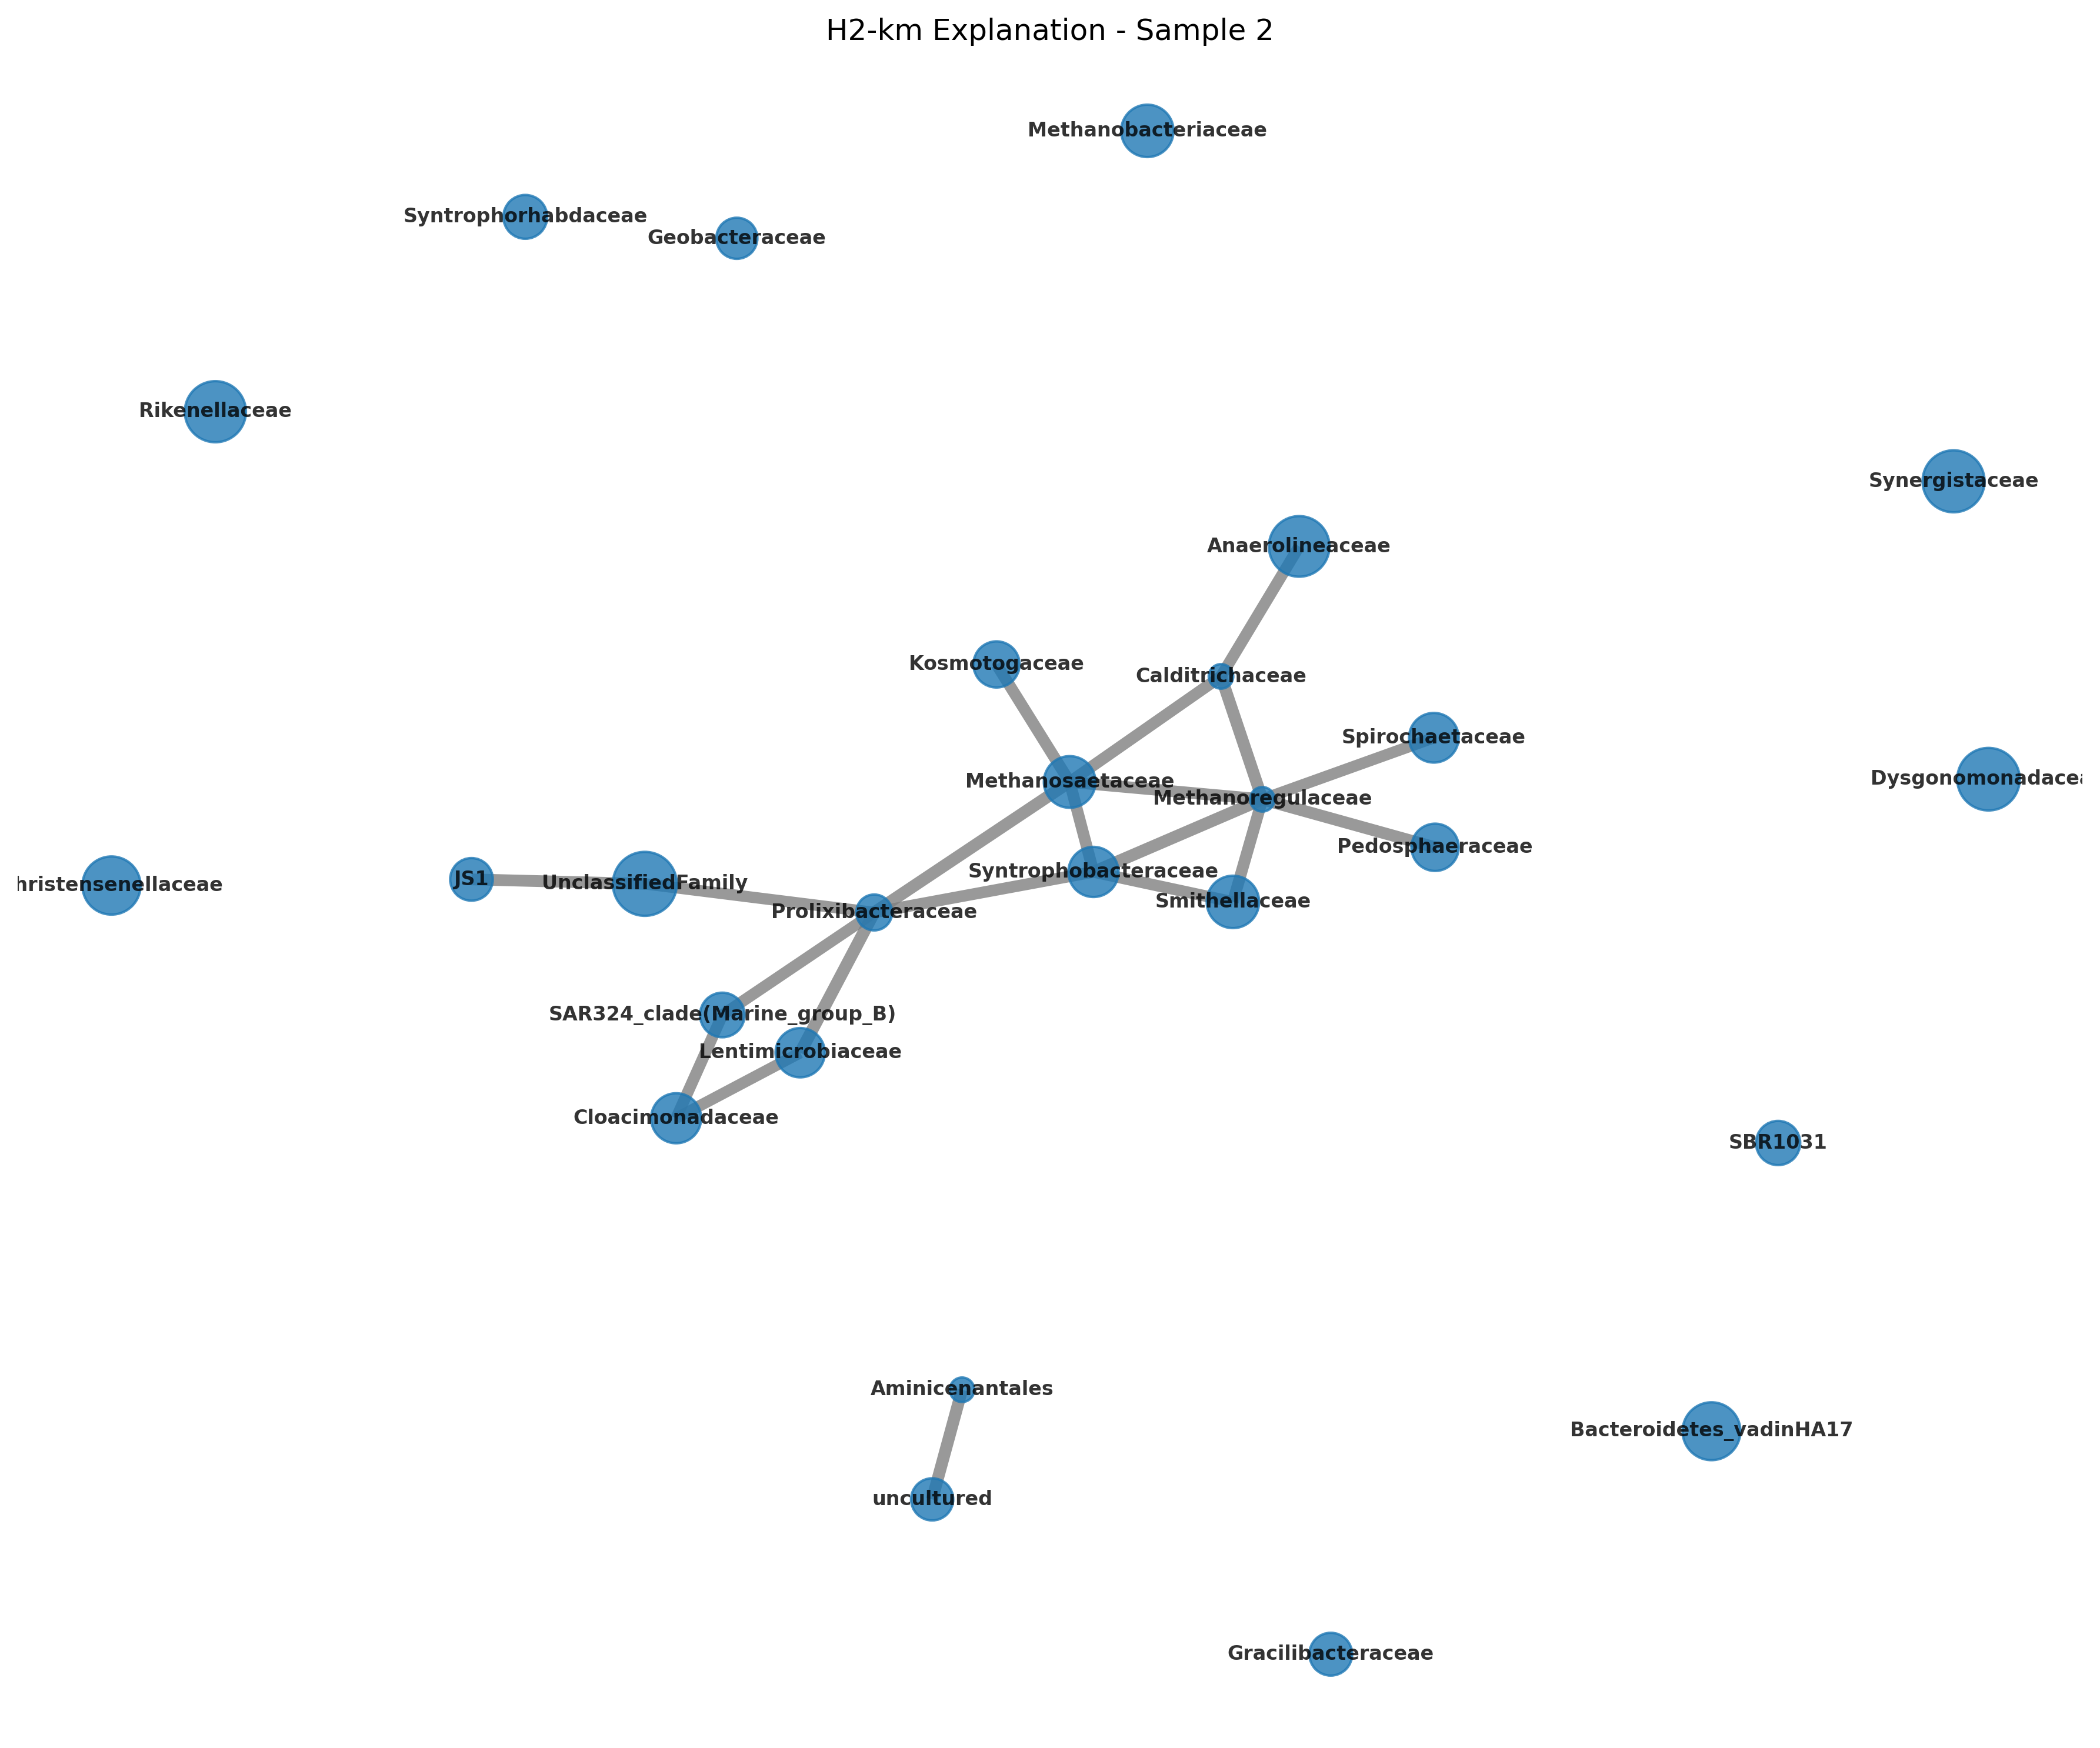 H2-km Explanation - Sample 2
Methanobacteriaceae
Syntrophorhabdaceae
Geobacteraceae
Rikenellaceae
Synergistaceae
Anaerolineaceae
Kosmotogaceae
Calditrichaceae
Spirochaetaceae
Methanosaetaceae
Dysgonomonadacea
Methanoregulaceae
Pedosphaeraceae
Syntrophobacteraceae
JS1
UnclassifiedFamily
hristensenellaceae
Smithellaceae
Prolixibacteraceae
SAR324_clade(Marine_group_B)
Lentimicrobiaceae
Cloacimonadaceae
SBR1031
Aminicenantales
Bacteroidetes_vadinHA17
uncultured
Gracilibacteraceae